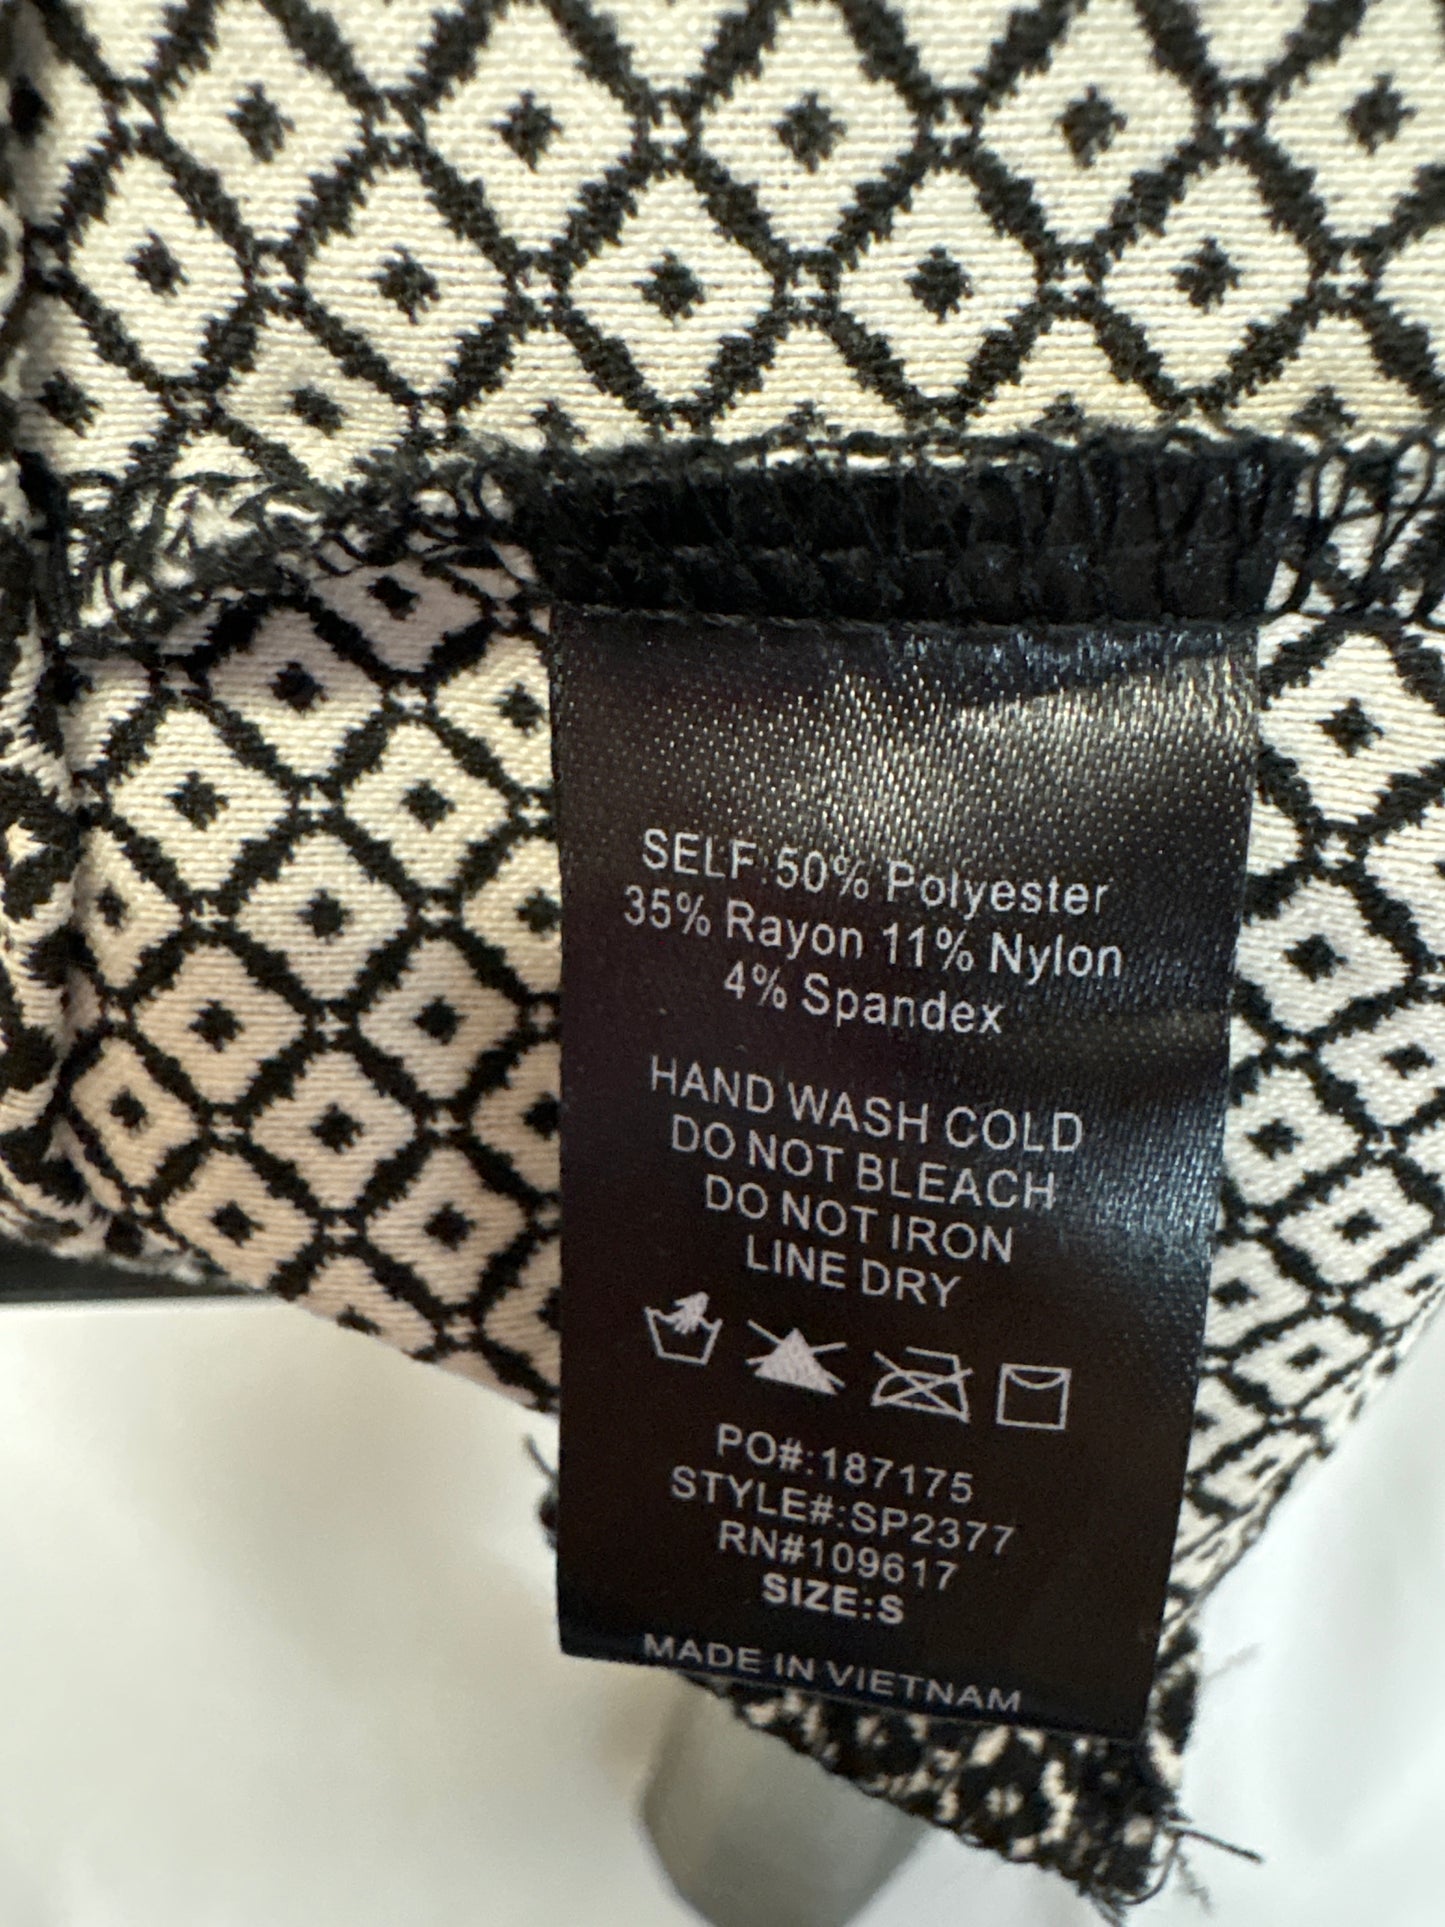 SELF:50% Polyester
35% Rayon 11% Nylon
4% Spandex
HAND WASH COLD
DO NOT BLEACH
DO NOT IRON
LINE DRY
PO#:187175
STYLE#:SP2377
RN#109617
SIZE:S
MADE IN VIETNAM